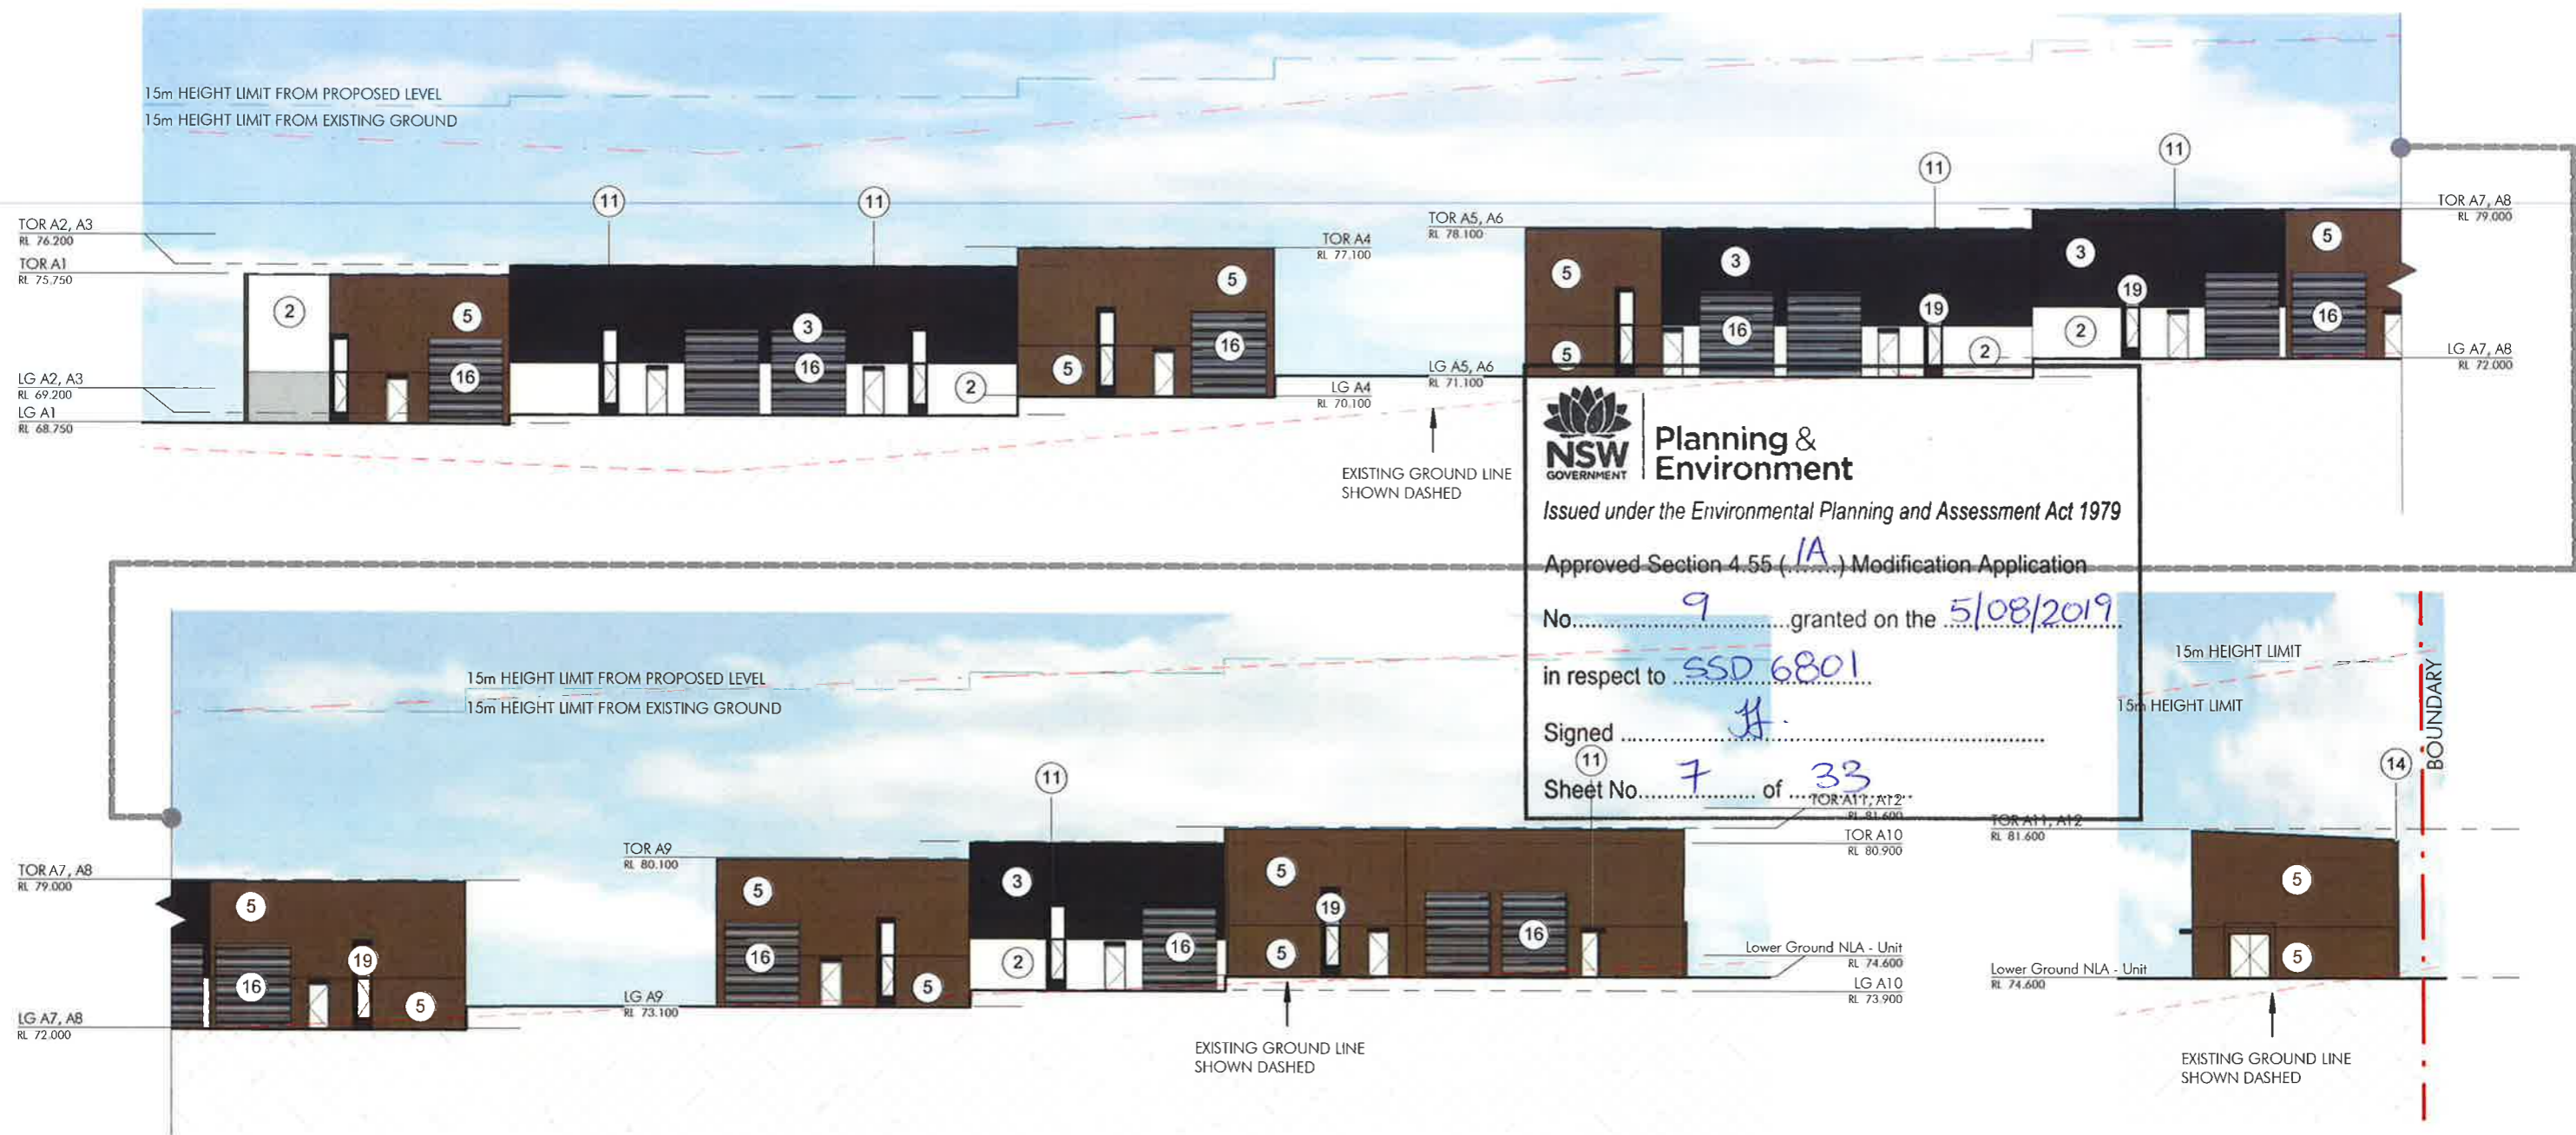 15m HEIGHT LIMIT FROM PROPOSED LEVEL
15m HEIGHT LIMIT FROM EXISTING GROUND
11
11
11
11
TOR A2, A3
RL 76.200
TOR A1
RL 75.750
LG A2, A3
RL 69.200
LG A1
RL 68.750
2
5
16
3
16
2
5
5
16
TOR A4
RL 77.100
LG A4
RL 70.100
TOR A5, A6
RL 78.100
LG A5, A6
RL 71.100
5
5
3
16
19
2
3
2
19
5
16
TOR A7, A8
RL 79.000
LG A7, A8
RL 72.000
EXISTING GROUND LINE
SHOWN DASHED
NSW
GOVERNMENT
Planning &
Environment
Issued under the Environmental Planning and Assessment Act 1979
Approved Section 4.55 (1A) Modification Application
No. 9 granted on the 5/08/2019
in respect to SSD 6801
Signed
Sheet No. 7 of 33
15m HEIGHT LIMIT FROM PROPOSED LEVEL
15m HEIGHT LIMIT FROM EXISTING GROUND
TOR A7, A8
RL 79.000
LG A7, A8
RL 72.000
5
16
19
5
TOR A9
RL 80.100
LG A9
RL 73.100
5
16
5
11
3
2
16
5
5
19
16
11
TOR A11, A12
RL 81.600
TOR A10
RL 80.900
Lower Ground NLA - Unit
RL 74.600
LG A10
RL 73.900
EXISTING GROUND LINE
SHOWN DASHED
15m HEIGHT LIMIT
15m HEIGHT LIMIT
BOUNDARY
14
TOR A11, A12
RL 81.600
5
5
Lower Ground NLA - Unit
RL 74.600
EXISTING GROUND LINE
SHOWN DASHED